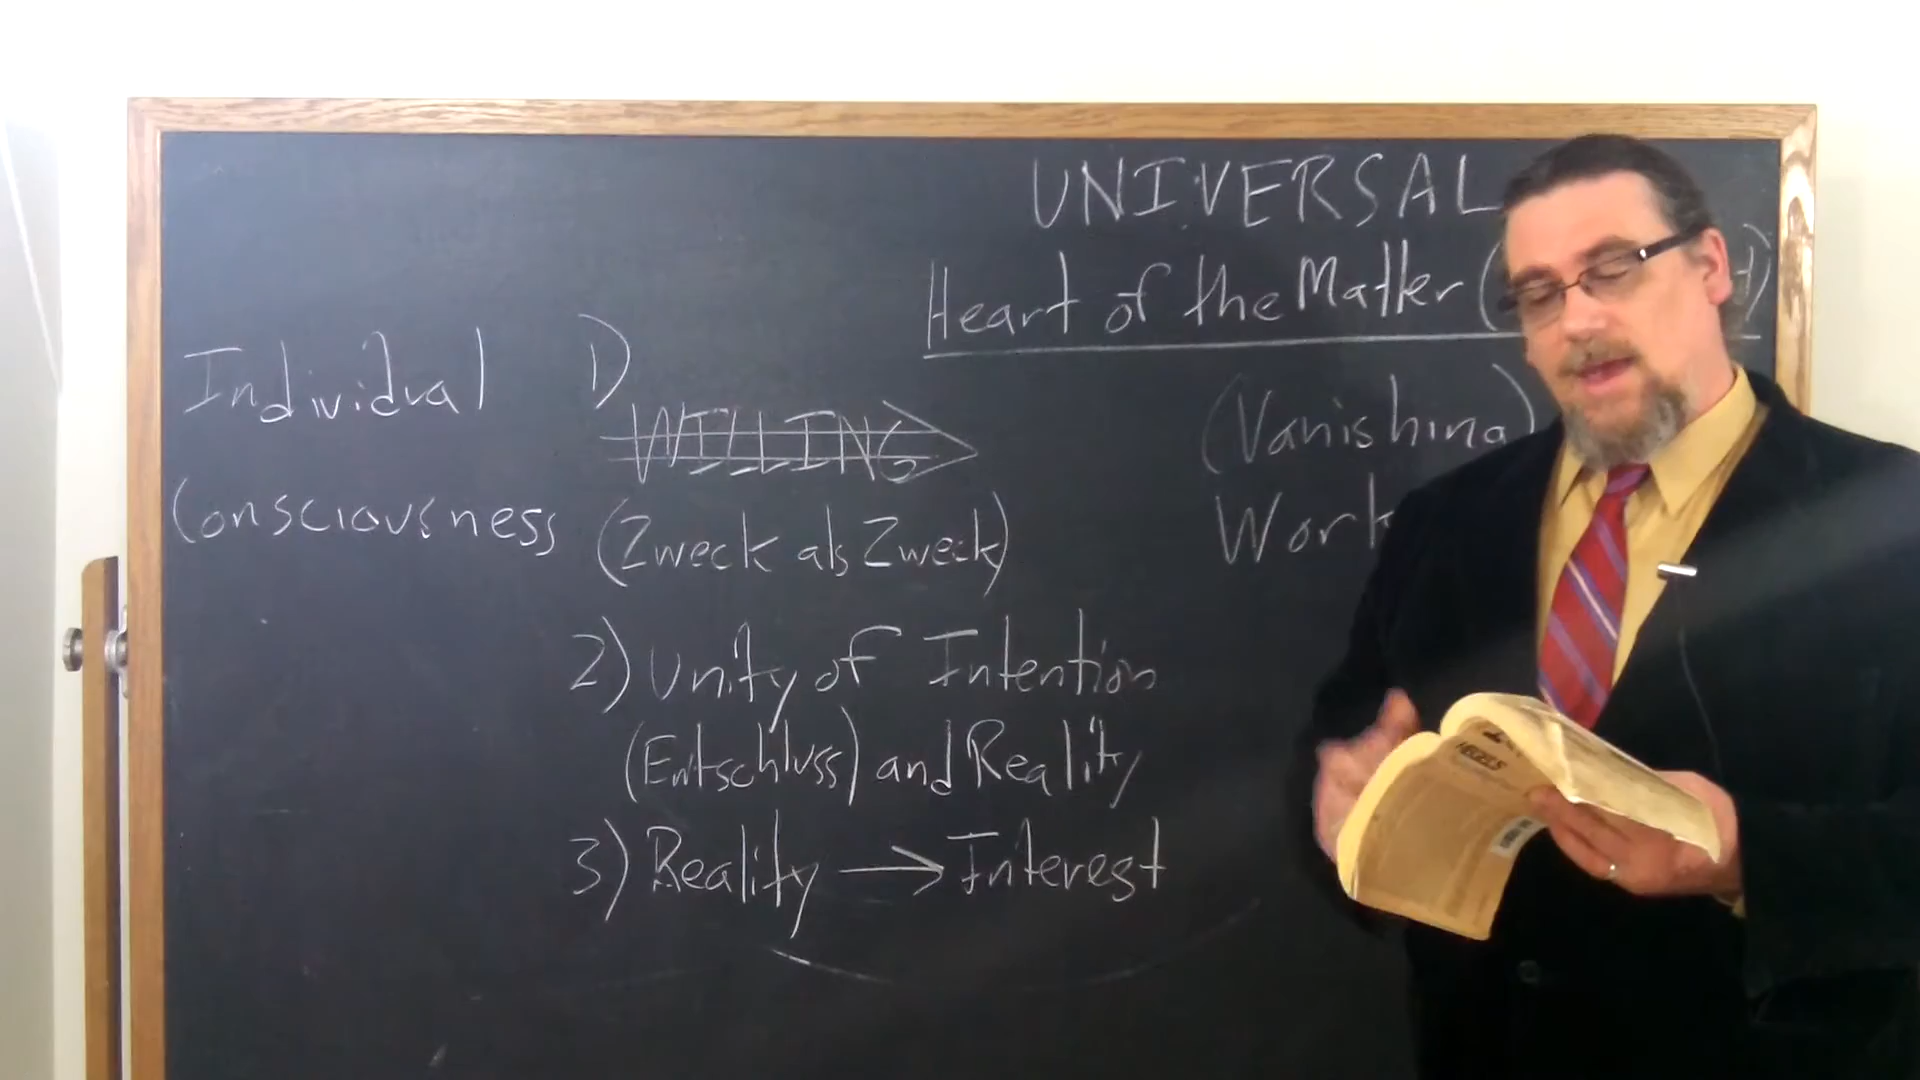 UNIVERSAL
Heart of the Matter (
Individual
Consciousness
1)
WILLING
(Zweck als Zweck)
(Vanishing)
Work
2) Unity of Intention
(Entschluss) and Reality
3) Reality → Interest
HEGEL'S